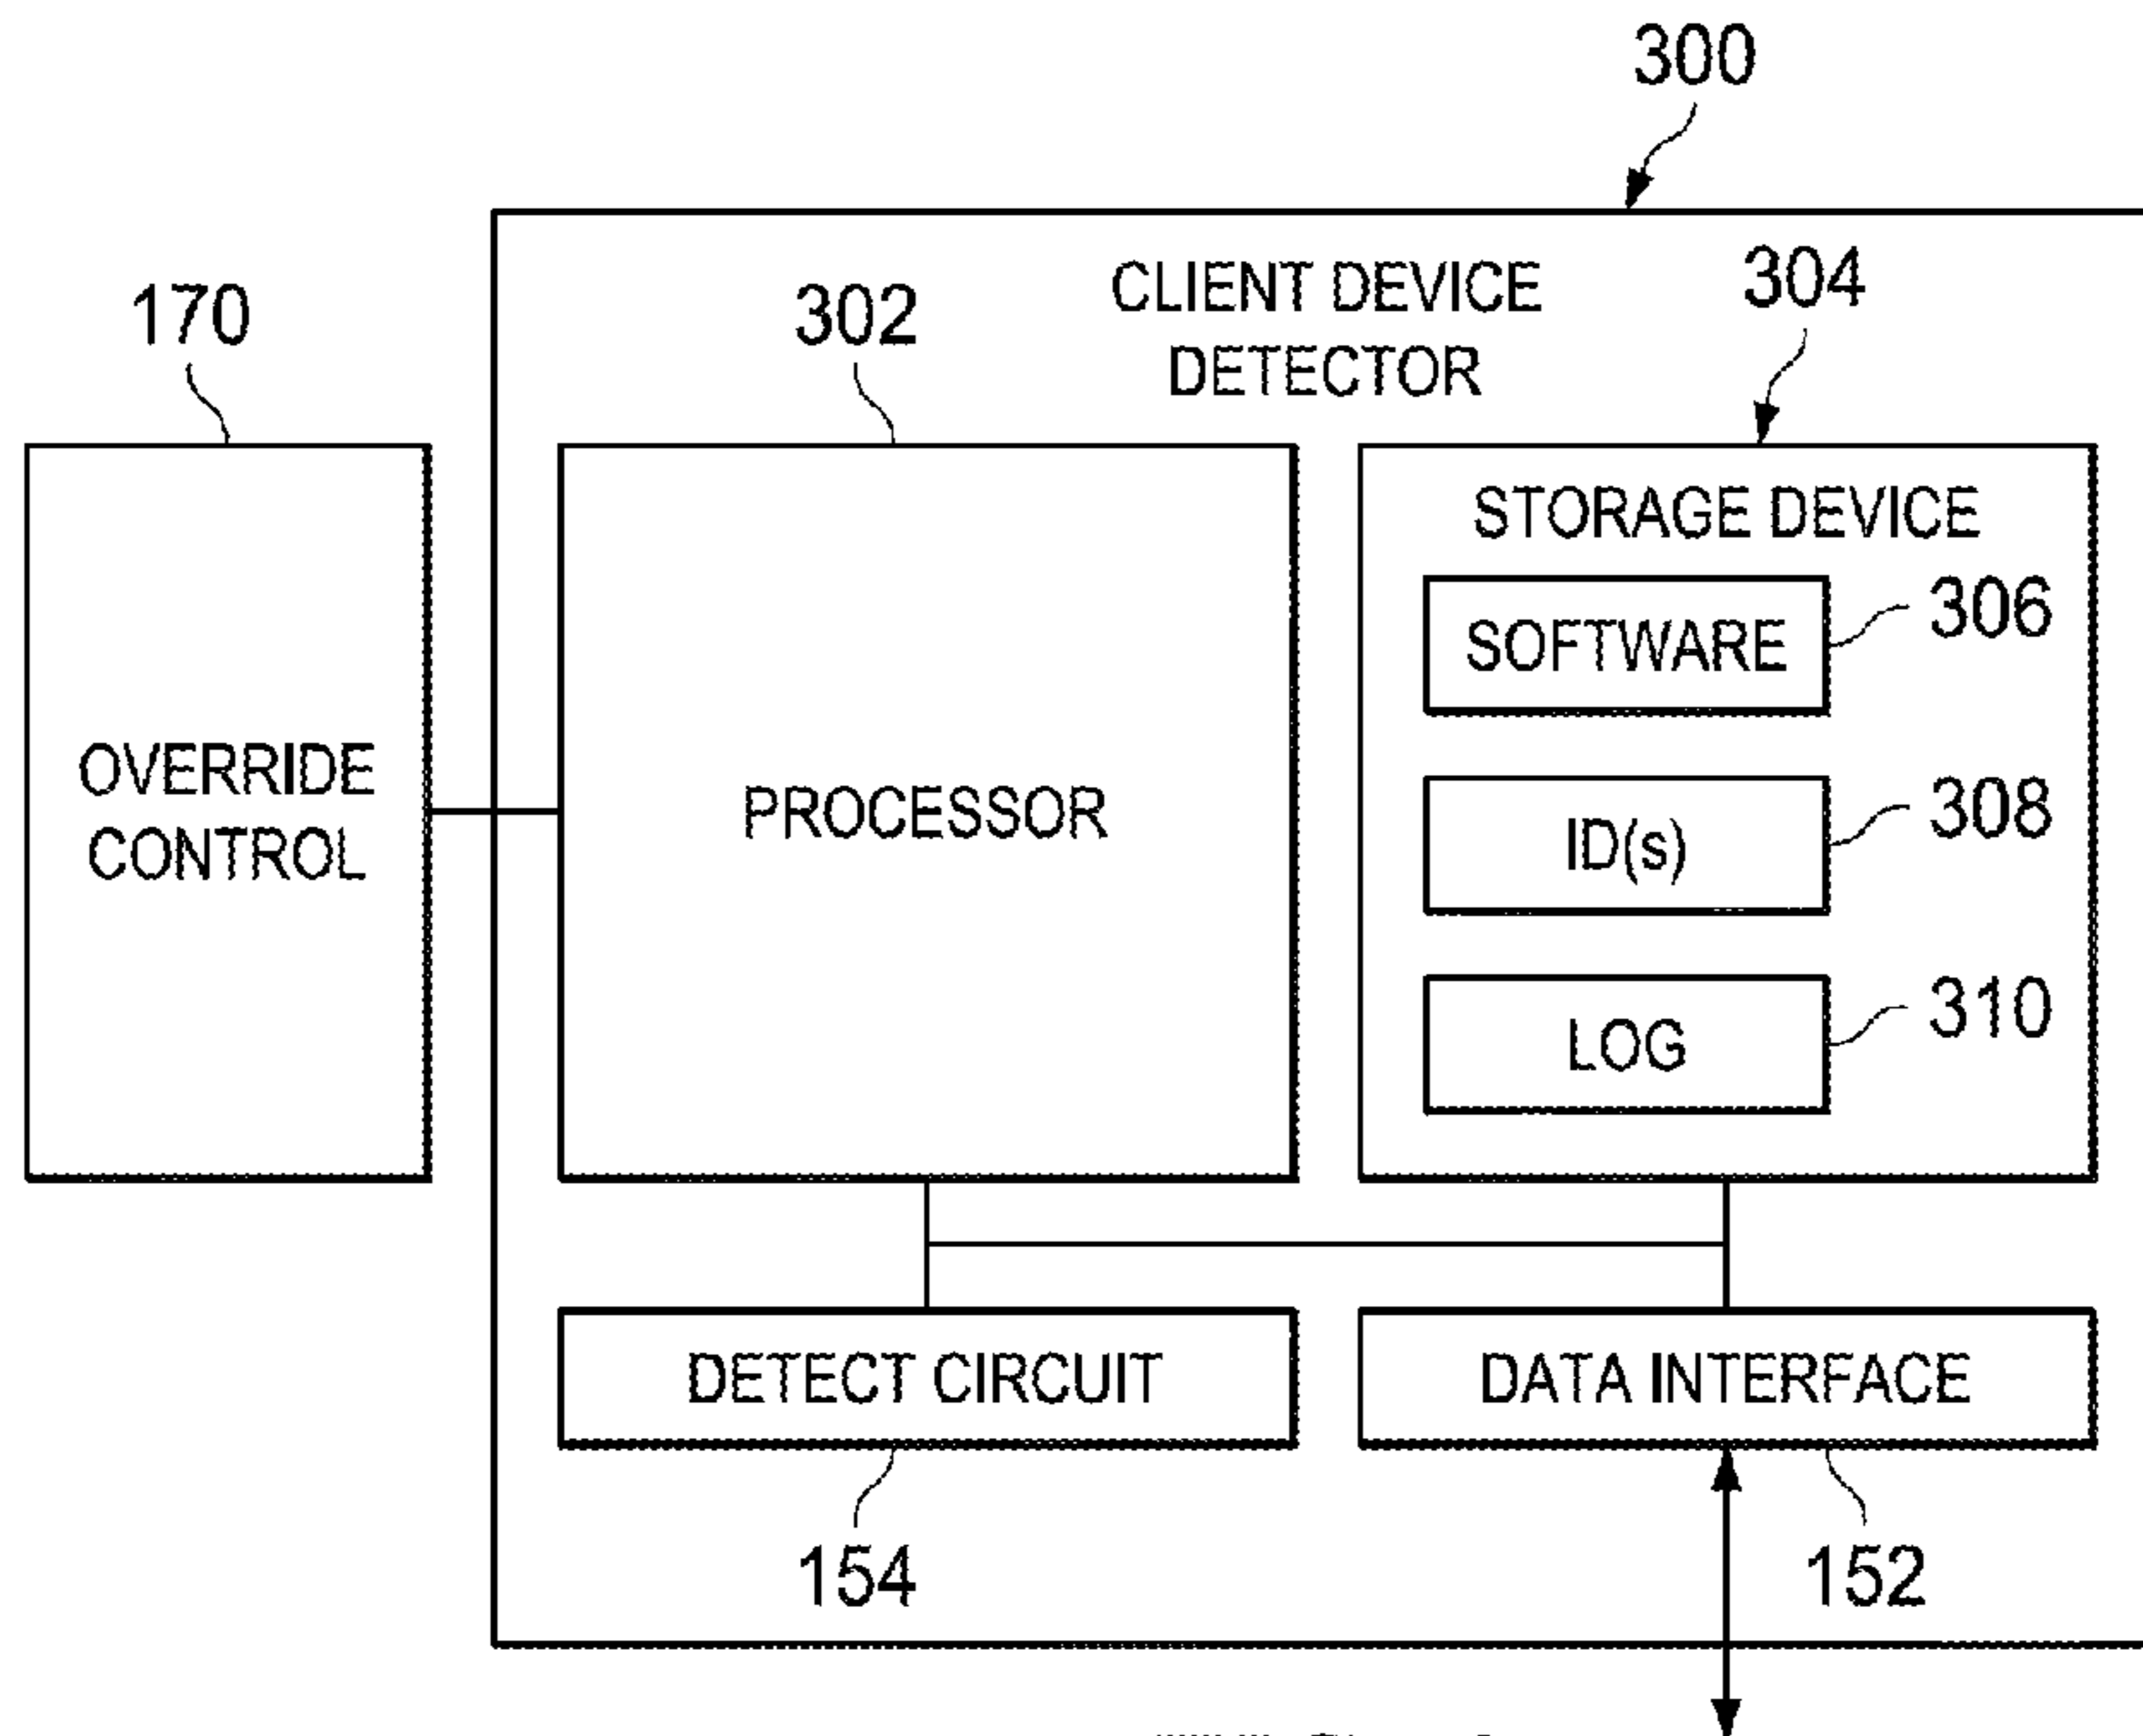 300
CLIENT DEVICE
DETECTOR
304
170
302
STORAGE DEVICE
SOFTWARE
306
OVERRIDE
CONTROL
PROCESSOR
ID(s)
308
LOG
310
DETECT CIRCUIT
DATA INTERFACE
154
152